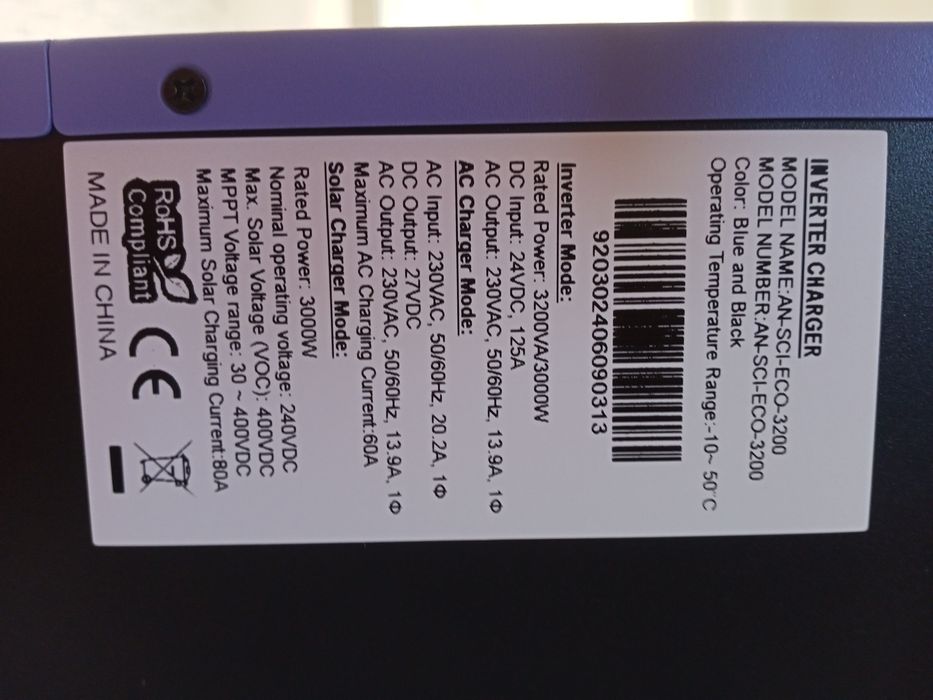 INVERTER CHARGER
MODEL NAME:AN-SCI-ECO-3200
MODEL NUMBER:AN-SCI-ECO-3200
Color: Blue and Black
Operating Temperature Range:-10~ 50°C
92030240609​0313
Inverter Mode:
Rated Power: 3200VA/3000W
DC Input: 24VDC, 125A
AC Output: 230VAC, 50/60Hz, 13.9A, 1Φ
AC Charger Mode:
AC Input: 230VAC, 50/60Hz, 20.2A, 1Φ
DC Output: 27VDC
AC Output: 230VAC, 50/60Hz, 13.9A, 1Φ
Maximum AC Charging Current:60A
Solar Charger Mode:
Rated Power: 3000W
Nominal operating voltage: 240VDC
Max. Solar Voltage (VOC): 400VDC
MPPT Voltage range: 30 ~ 400VDC
Maximum Solar Charging Current:80A
RoHS
Compliant
CE
MADE IN CHINA